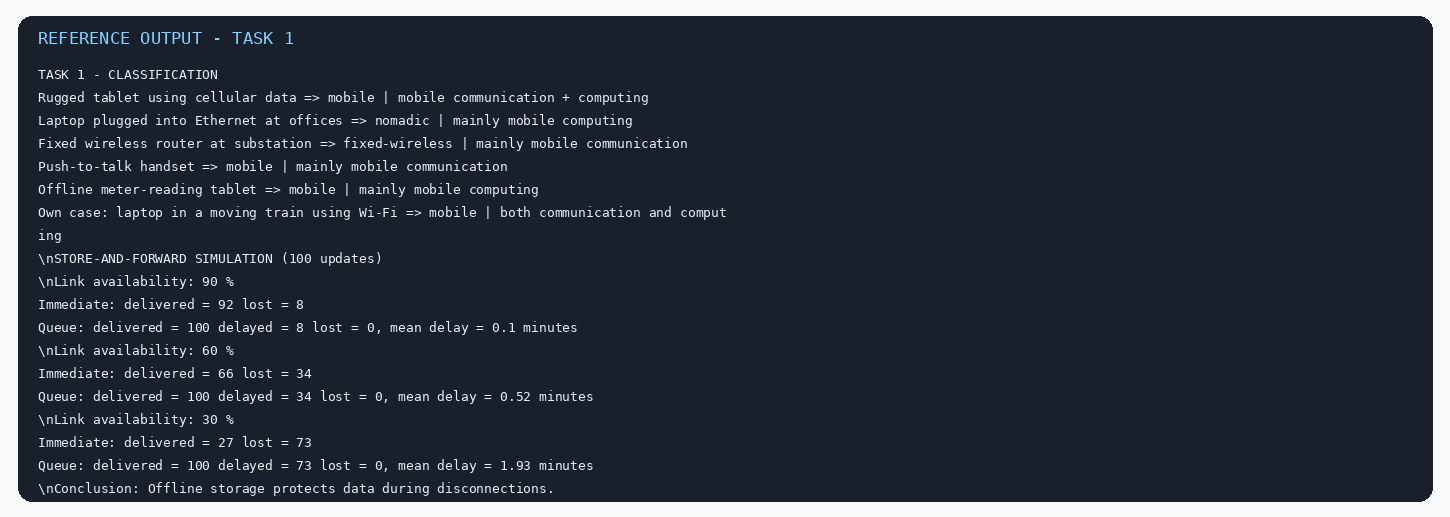 REFERENCE OUTPUT - TASK 1
TASK 1 - CLASSIFICATION
Rugged tablet using cellular data => mobile | mobile communication + computing
Laptop plugged into Ethernet at offices => nomadic | mainly mobile computing
Fixed wireless router at substation => fixed-wireless | mainly mobile communication
Push-to-talk handset => mobile | mainly mobile communication
Offline meter-reading tablet => mobile | mainly mobile computing
Own case: laptop in a moving train using Wi-Fi => mobile | both communication and comput
ing
\nSTORE-AND-FORWARD SIMULATION (100 updates)
\nLink availability: 90 %
Immediate: delivered = 92 lost = 8
Queue: delivered = 100 delayed = 8 lost = 0, mean delay = 0.1 minutes
\nLink availability: 60 %
Immediate: delivered = 66 lost = 34
Queue: delivered = 100 delayed = 34 lost = 0, mean delay = 0.52 minutes
\nLink availability: 30 %
Immediate: delivered = 27 lost = 73
Queue: delivered = 100 delayed = 73 lost = 0, mean delay = 1.93 minutes
\nConclusion: Offline storage protects data during disconnections.